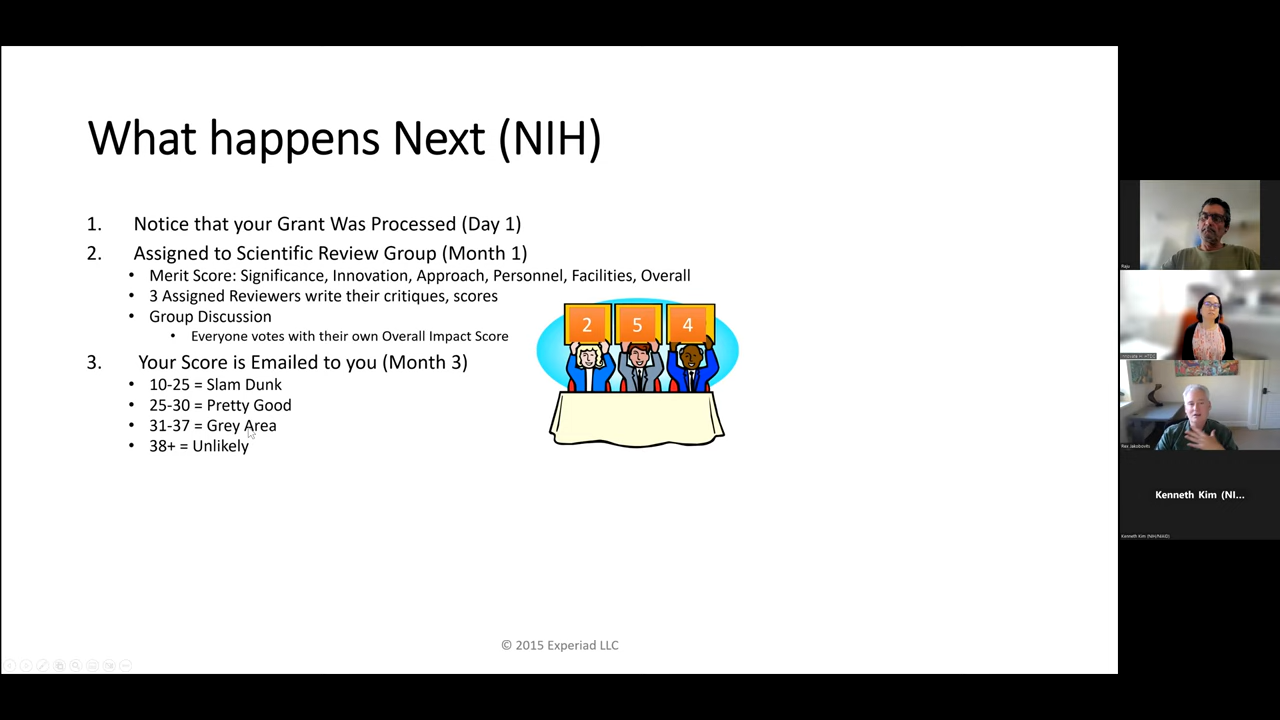 What happens Next (NIH)
1. Notice that your Grant Was Processed (Day 1)
2. Assigned to Scientific Review Group (Month 1)
• Merit Score: Significance, Innovation, Approach, Personnel, Facilities, Overall
• 3 Assigned Reviewers write their critiques, scores
• Group Discussion
• Everyone votes with their own Overall Impact Score
2 5 4
3. Your Score is Emailed to you (Month 3)
• 10-25 = Slam Dunk
• 25-30 = Pretty Good
• 31-37 = Grey Area
• 38+ = Unlikely
© 2015 Experiad LLC
Raju
Rex Jakobovits
Kenneth Kim (NI...
Kenneth Kim (NIH/NIAID)